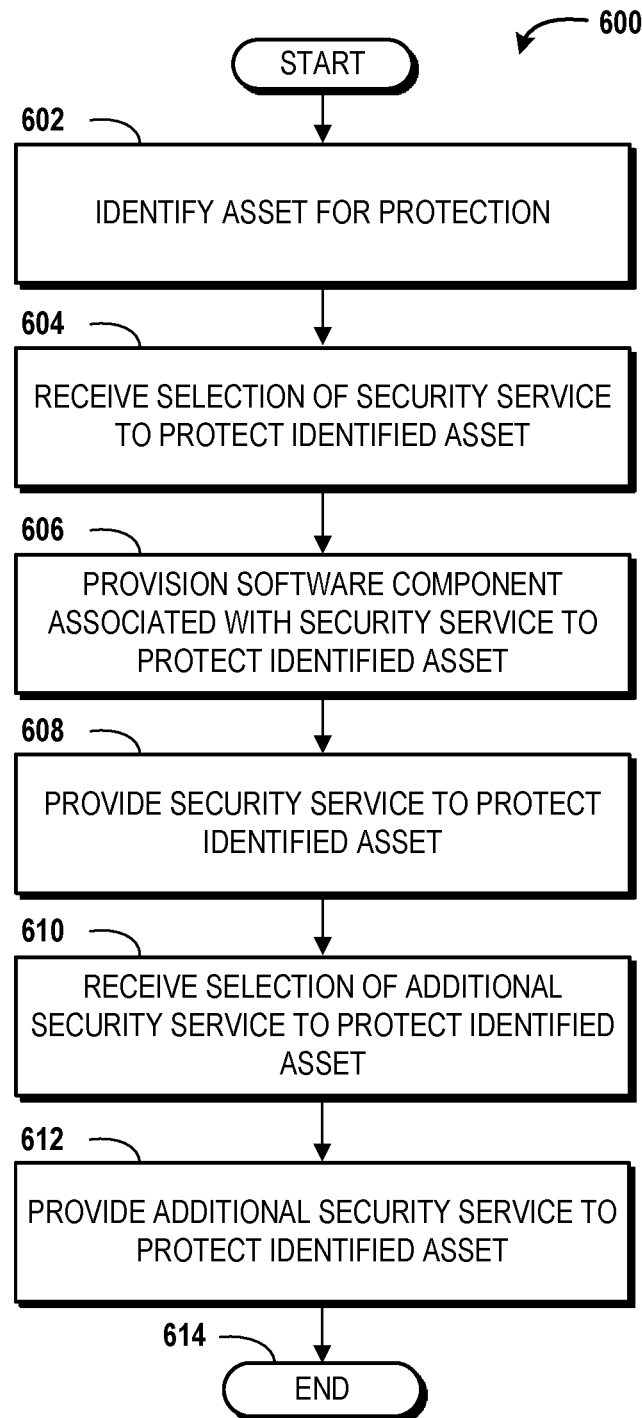 600
START
602
IDENTIFY ASSET FOR PROTECTION
604
RECEIVE SELECTION OF SECURITY SERVICE
TO PROTECT IDENTIFIED ASSET
606
PROVISION SOFTWARE COMPONENT
ASSOCIATED WITH SECURITY SERVICE TO
PROTECT IDENTIFIED ASSET
608
PROVIDE SECURITY SERVICE TO PROTECT
IDENTIFIED ASSET
610
RECEIVE SELECTION OF ADDITIONAL
SECURITY SERVICE TO PROTECT IDENTIFIED
ASSET
612
PROVIDE ADDITIONAL SECURITY SERVICE TO
PROTECT IDENTIFIED ASSET
614
END